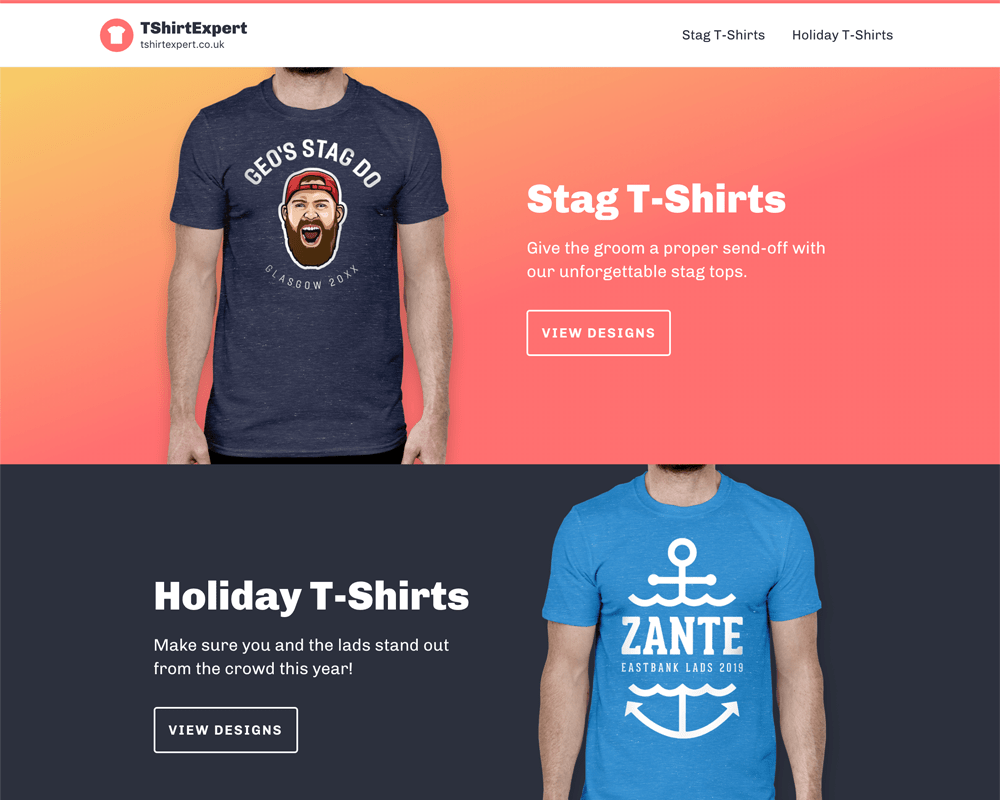 TShirtExpert
tshirtexpert.co.uk
Stag T-Shirts
Holiday T-Shirts
GEO'S STAG DO
GLASGOW 20XX
Stag T-Shirts
Give the groom a proper send-off with
our unforgettable stag tops.
VIEW DESIGNS
Holiday T-Shirts
Make sure you and the lads stand out
from the crowd this year!
VIEW DESIGNS
ZANTE
EASTBANK LADS 2019